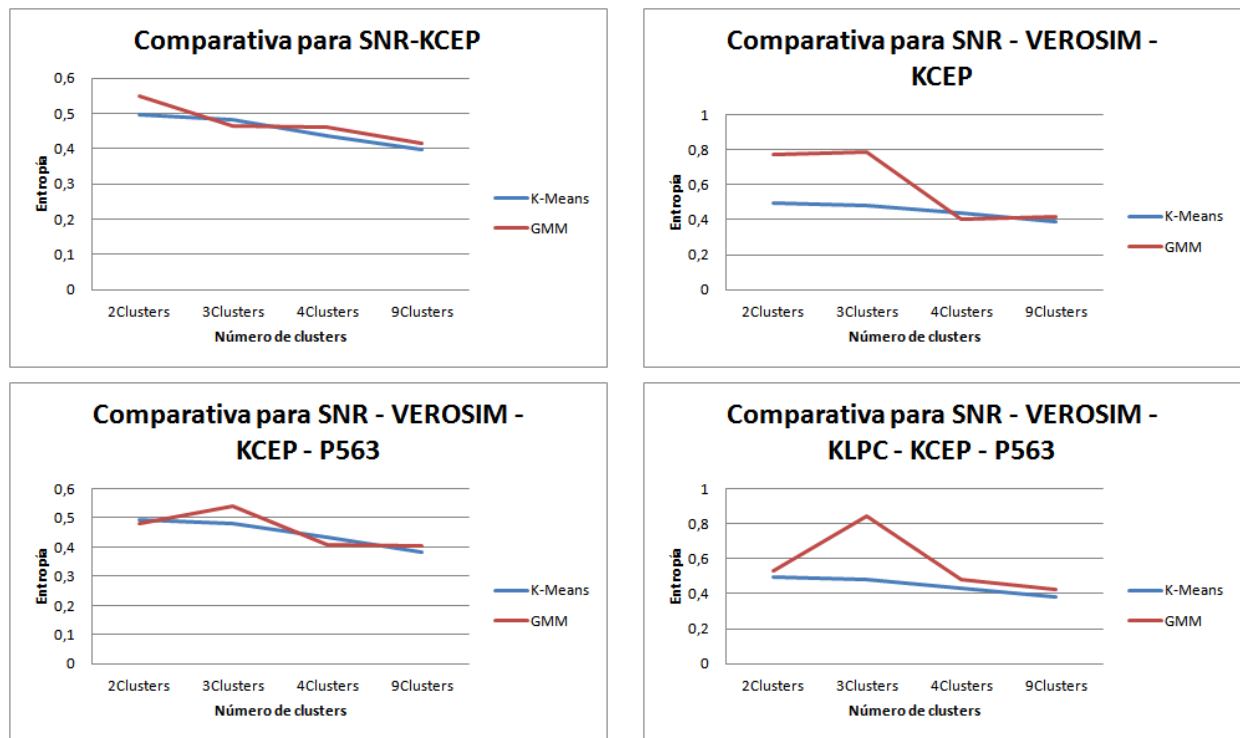 Comparativa para SNR-KCEP
0,6
0,5
0,4
0,3
0,2
0,1
0
Entropía
2Clusters 3Clusters 4Clusters 9Clusters
Número de clusters
K-Means
GMM
Comparativa para SNR - VEROSIM -
KCEP
1
0,8
0,6
0,4
0,2
0
Entropía
2Clusters 3Clusters 4Clusters 9Clusters
Número de clusters
K-Means
GMM
Comparativa para SNR - VEROSIM -
KCEP - P563
0,6
0,5
0,4
0,3
0,2
0,1
0
Entropía
2Clusters 3Clusters 4Clusters 9Clusters
Número de clusters
K-Means
GMM
Comparativa para SNR - VEROSIM -
KLPC - KCEP - P563
1
0,8
0,6
0,4
0,2
0
Entropía
2Clusters 3Clusters 4Clusters 9Clusters
Número de clusters
K-Means
GMM